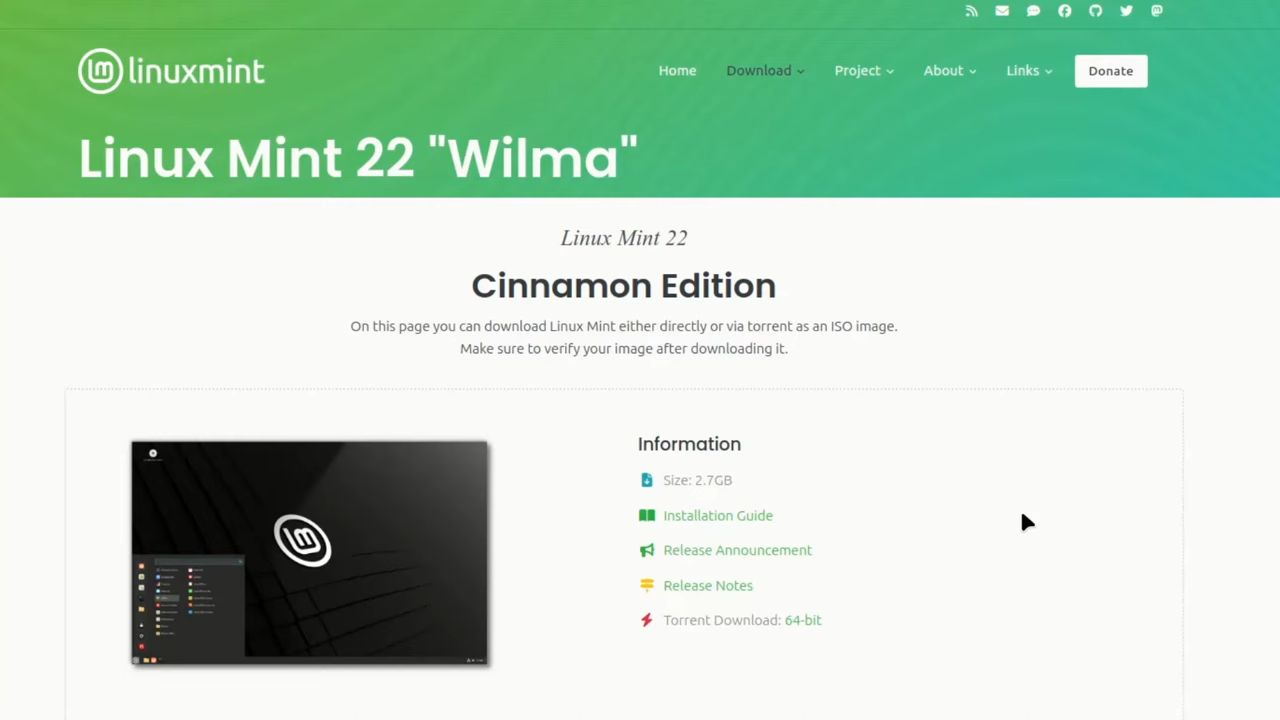 linuxmint
Home Download Project About Links Donate
Linux Mint 22 "Wilma"
Linux Mint 22
Cinnamon Edition
On this page you can download Linux Mint either directly or via torrent as an ISO image.
Make sure to verify your image after downloading it.
Information
Size: 2.7GB
Installation Guide
Release Announcement
Release Notes
Torrent Download: 64-bit